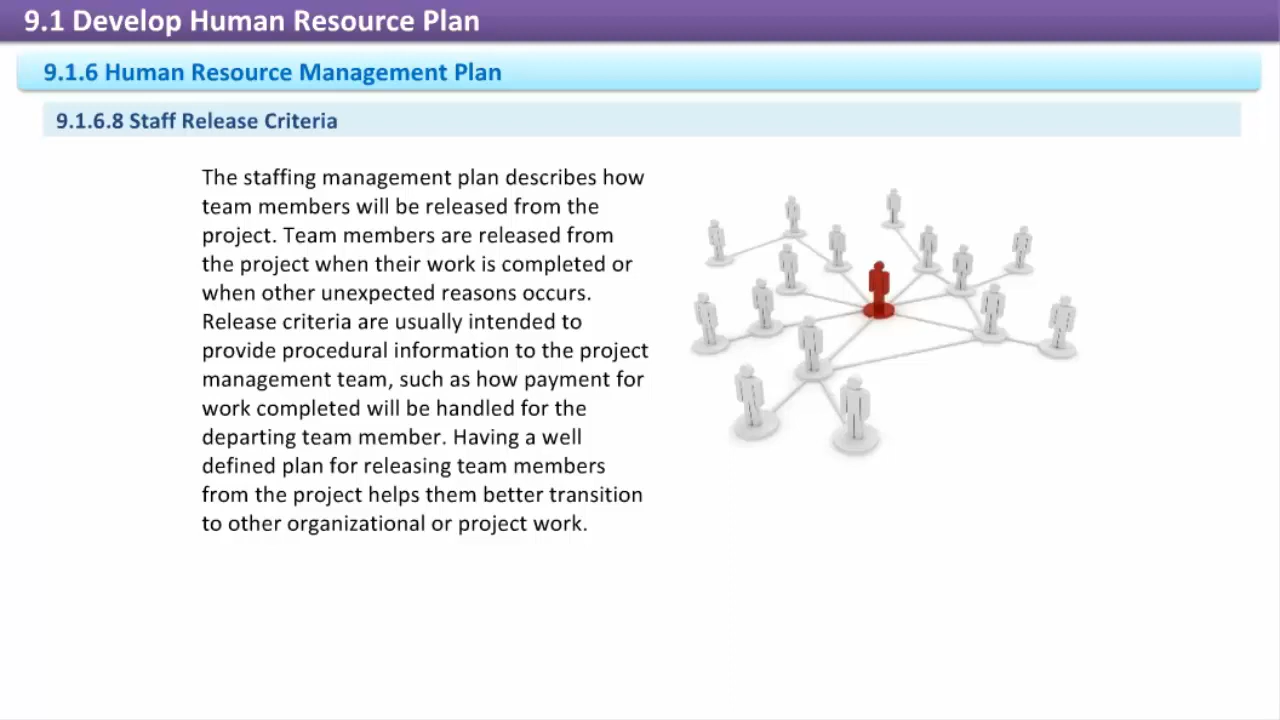 9.1 Develop Human Resource Plan
9.1.6 Human Resource Management Plan
9.1.6.8 Staff Release Criteria
The staffing management plan describes how
team members will be released from the
project. Team members are released from
the project when their work is completed or
when other unexpected reasons occurs.
Release criteria are usually intended to
provide procedural information to the project
management team, such as how payment for
work completed will be handled for the
departing team member. Having a well
defined plan for releasing team members
from the project helps them better transition
to other organizational or project work.